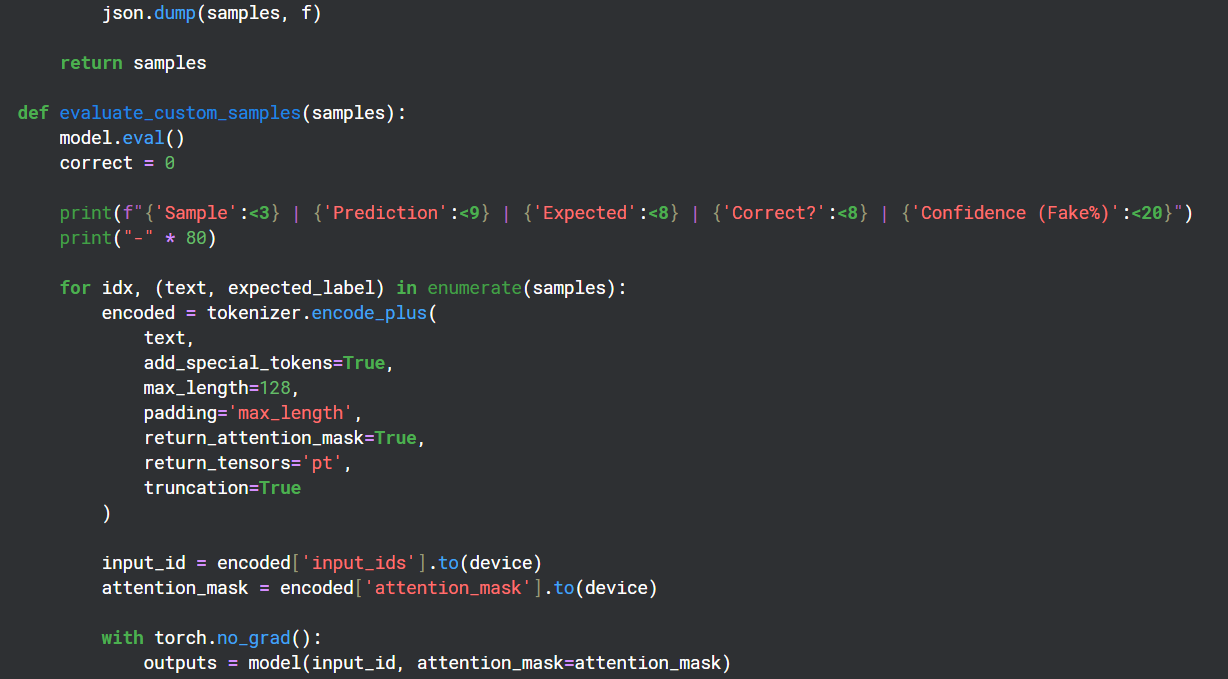 json.dump(samples, f)

    return samples

def evaluate_custom_samples(samples):
    model.eval()
    correct = 0

    print(f"{'Sample':<3} | {'Prediction':<9} | {'Expected':<8} | {'Correct?':<8} | {'Confidence (Fake%)':<20}")
    print("-" * 80)

    for idx, (text, expected_label) in enumerate(samples):
        encoded = tokenizer.encode_plus(
            text,
            add_special_tokens=True,
            max_length=128,
            padding='max_length',
            return_attention_mask=True,
            return_tensors='pt',
            truncation=True
        )

        input_id = encoded['input_ids'].to(device)
        attention_mask = encoded['attention_mask'].to(device)

        with torch.no_grad():
            outputs = model(input_id, attention_mask=attention_mask)